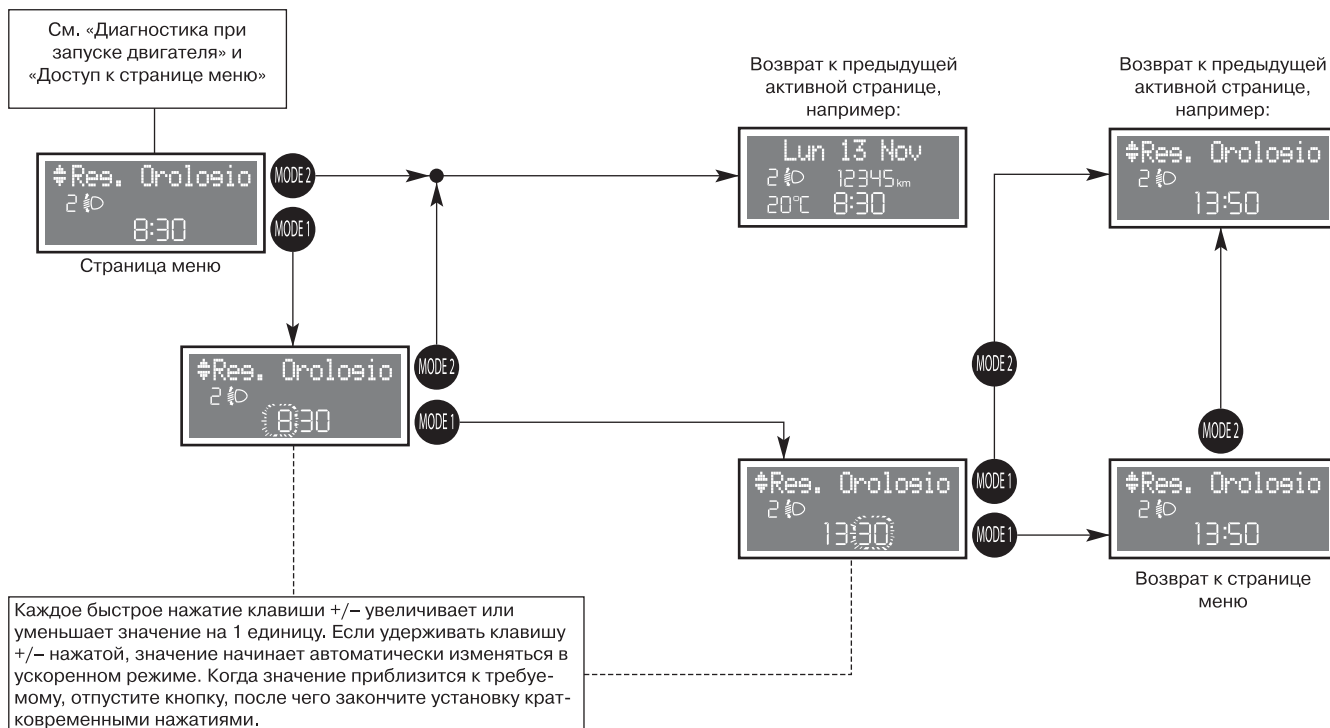 См. «Диагностика при
запуске двигателя» и
«Доступ к странице меню»
Reg. Orologio
2
8:30
MODE 2
MODE 1
Страница меню
Возврат к предыдущей
активной странице,
например:
Lun 13 Nov
2 12345 km
20°C 8:30
Возврат к предыдущей
активной странице,
например:
Reg. Orologio
2
13:50
Reg. Orologio
2
8:30
MODE 2
MODE 1
MODE 2
MODE 2
Reg. Orologio
2
13:30
MODE 1
MODE 1
Reg. Orologio
2
13:50
Возврат к странице
меню
Каждое быстрое нажатие клавиши +/– увеличивает или
уменьшает значение на 1 единицу. Если удерживать клавишу
+/– нажатой, значение начинает автоматически изменяться в
ускоренном режиме. Когда значение приблизится к требуе-
мому, отпустите кнопку, после чего закончите установку крат-
ковременными нажатиями.